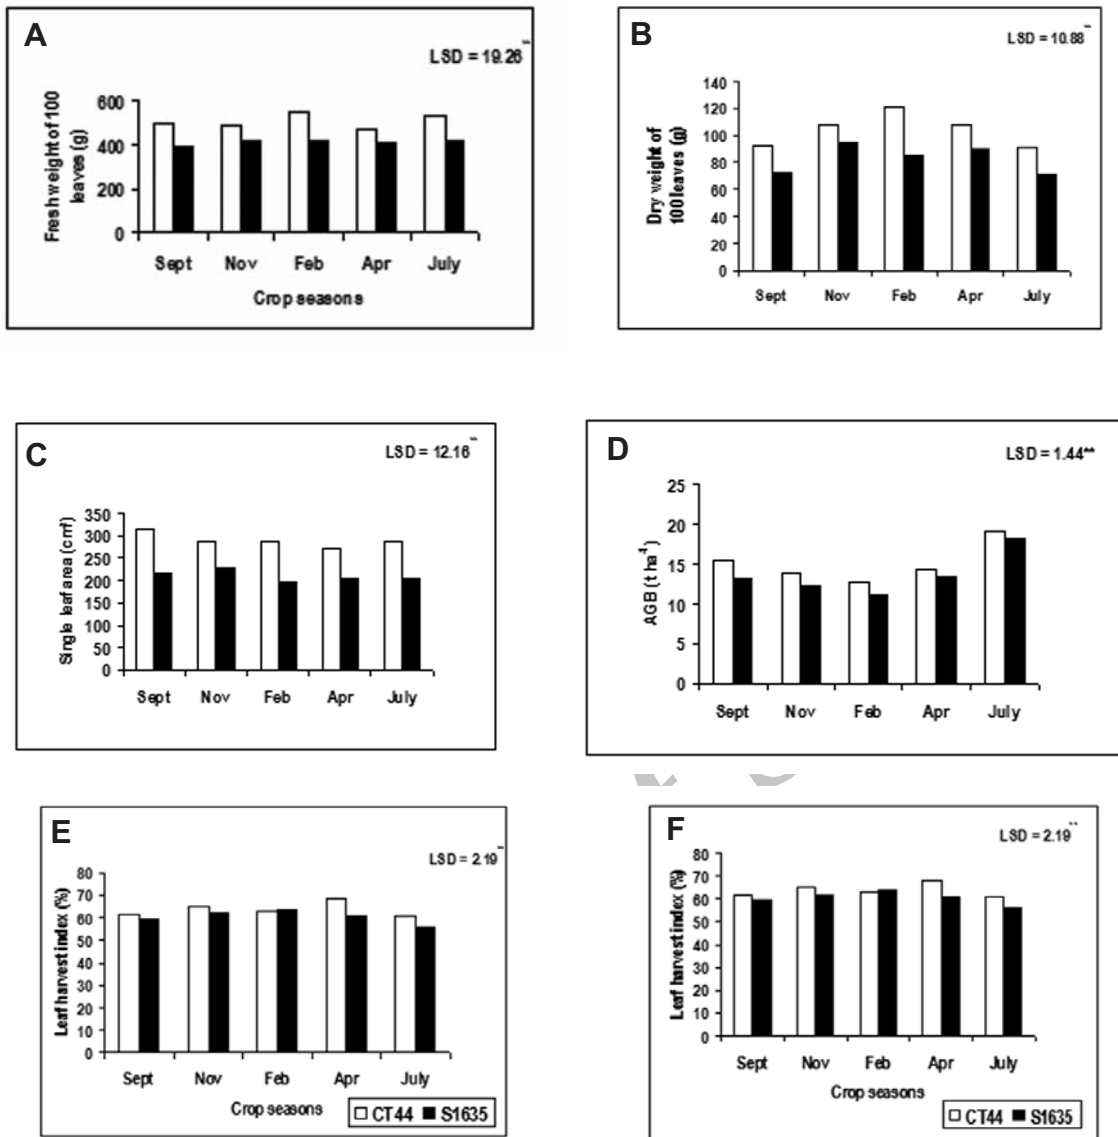 A
LSD = 19.26**
Fresh weight of 100
leaves (g)
600
400
200
0
Sept Nov Feb Apr July
Crop seasons
B
LSD = 10.88**
Dry weight of
100 leaves (g)
140
120
100
80
60
40
20
0
Sept Nov Feb Apr July
C
LSD = 12.16**
Single leaf area (cm²)
350
300
250
200
150
100
50
0
Sept Nov Feb Apr July
D
LSD = 1.44**
AGB (t ha⁻¹)
25
20
15
10
5
0
Sept Nov Feb Apr July
E
LSD = 2.19**
Leaf harvest index (%)
80
70
60
50
40
30
20
10
0
Sept Nov Feb Apr July
Crop seasons
CT44 S1635
F
LSD = 2.19**
Leaf harvest index (%)
80
70
60
50
40
30
20
10
0
Sept Nov Feb Apr July
Crop seasons
CT44 S1635